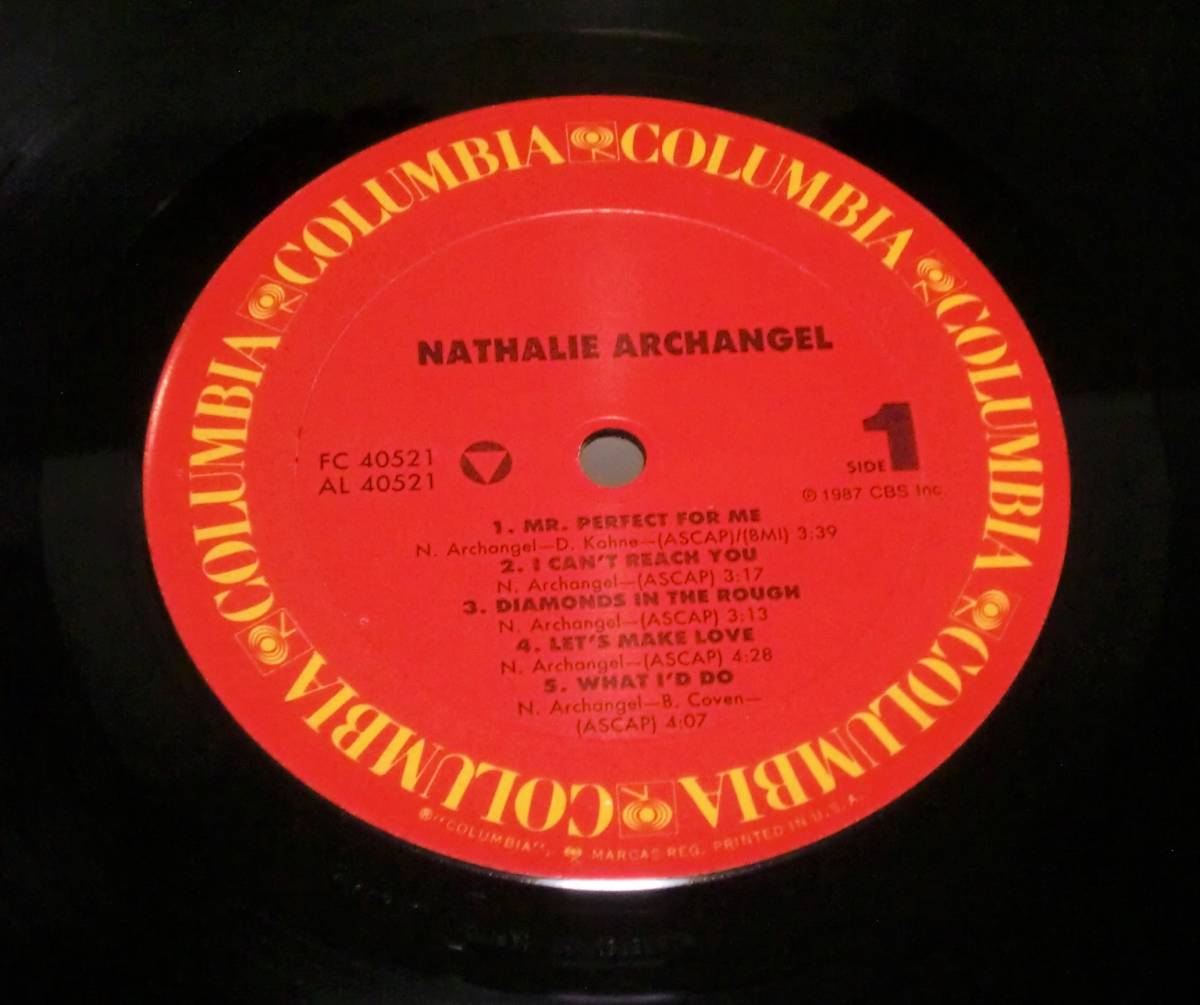 COLUMBIA COLUMBIA COLUMBIA COLUMBIA COLUMBIA COLUMBIA COLUMBIA
NATHALIE ARCHANGEL
FC 40521
AL 40521
SIDE 1
℗ 1987 CBS Inc.
1. MR. PERFECT FOR ME
N. Archangel—D. Kahne—(ASCAP)/(BMI) 3:39
2. I CAN'T REACH YOU
N. Archangel—(ASCAP) 3:17
3. DIAMONDS IN THE ROUGH
N. Archangel—(ASCAP) 3:13
4. LET'S MAKE LOVE
N. Archangel—(ASCAP) 4:28
5. WHAT I'D DO
N. Archangel—B. Coven—
(ASCAP) 4:07
® "COLUMBIA", MARCAS REG. PRINTED IN U.S.A.